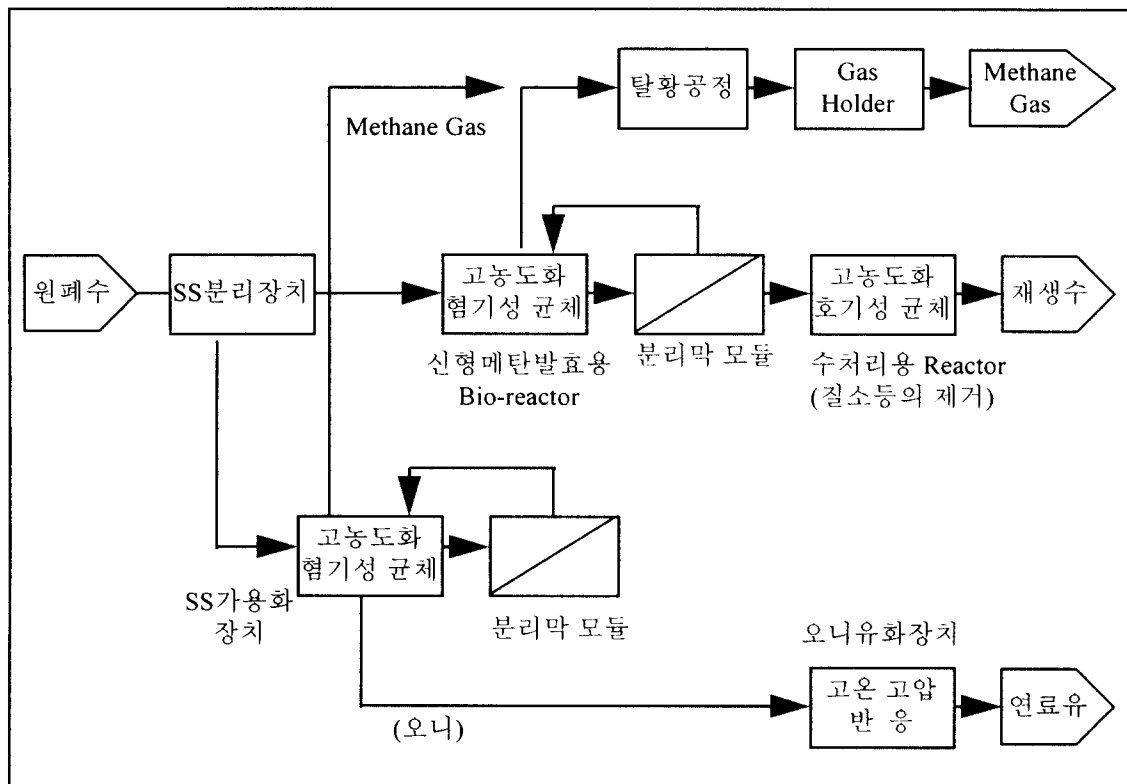 탈황공정
Gas
Holder
Methane
Gas
Methane Gas
원폐수
SS분리장치
고농도화
혐기성 균체
고농도화
호기성 균체
재생수
신형메탄발효용
Bio-reactor
분리막 모듈
수처리용 Reactor
(질소등의 제거)
고농도화
혐기성 균체
SS가용화
장치
분리막 모듈
오니유화장치
고온 고압
반 응
연료유
(오니)